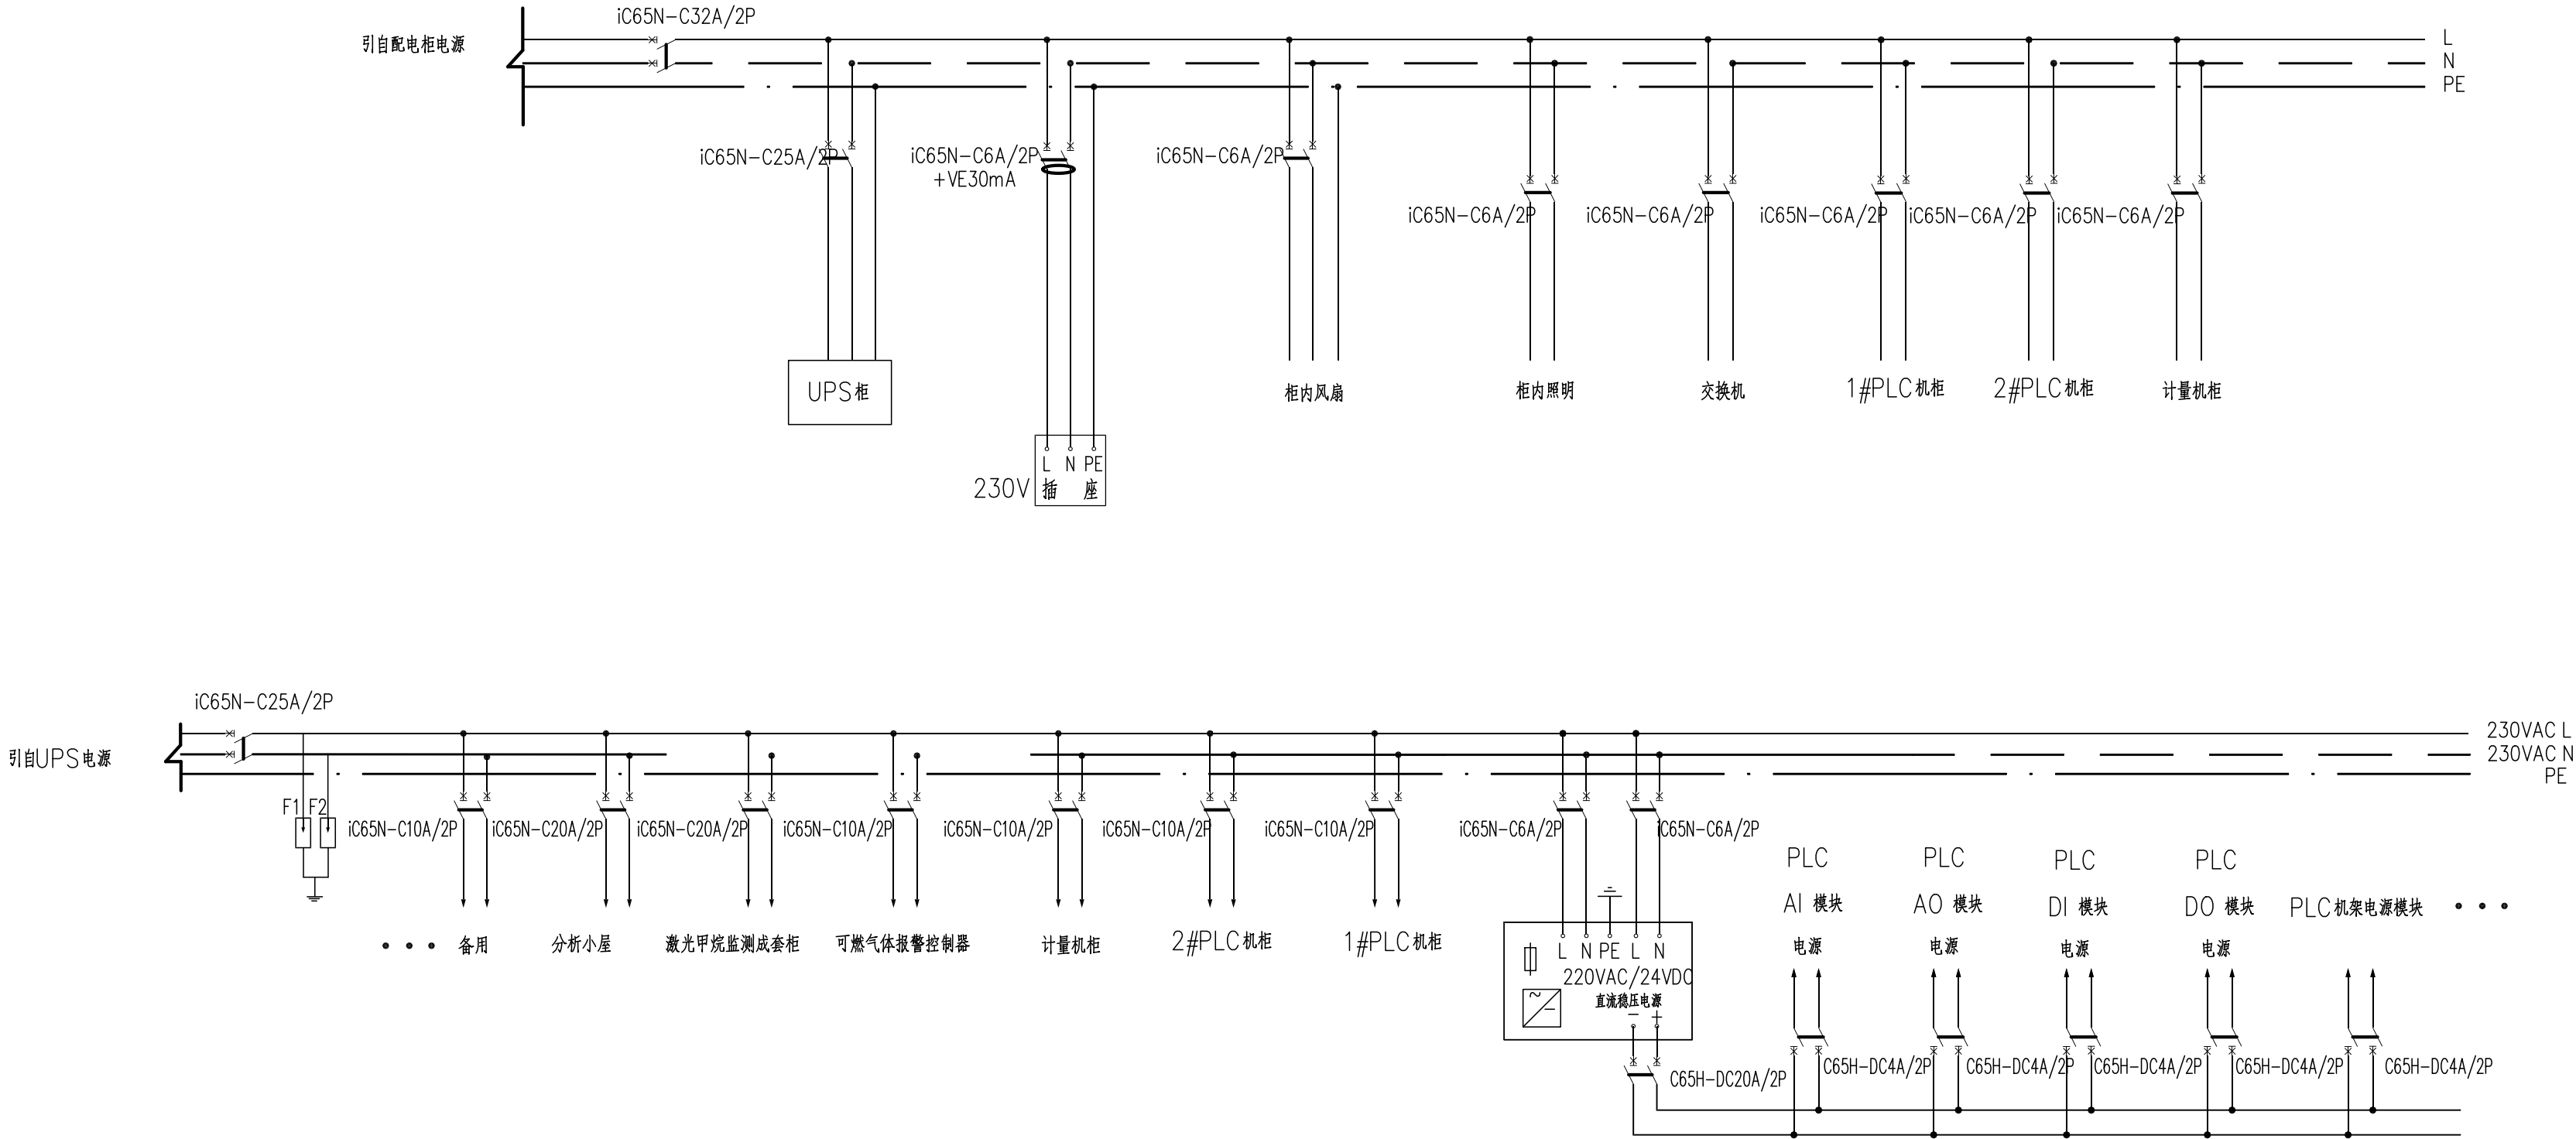 iC65N-C32A/2P
引自配电柜电源
L
N
PE
iC65N-C25A/2P
iC65N-C6A/2P
+VE30mA
iC65N-C6A/2P
iC65N-C6A/2P
iC65N-C6A/2P
iC65N-C6A/2P
iC65N-C6A/2P
iC65N-C6A/2P
UPS柜
柜内风扇
柜内照明
交换机
1#PLC机柜
2#PLC机柜
计量机柜
L N PE
230V
插 座
iC65N-C25A/2P
引自UPS电源
230VAC L
230VAC N
PE
F1 F2
iC65N-C10A/2P
iC65N-C20A/2P
iC65N-C20A/2P
iC65N-C10A/2P
iC65N-C10A/2P
iC65N-C10A/2P
iC65N-C10A/2P
iC65N-C6A/2P
iC65N-C6A/2P
• • • 备用
分析小屋
激光甲烷监测成套柜
可燃气体报警控制器
计量机柜
2#PLC机柜
1#PLC机柜
L N PE L N
220VAC/24VDC
直流稳压电源
− +
~
−
PLC
AI 模块
电源
PLC
AO 模块
电源
PLC
DI 模块
电源
PLC
DO 模块
电源
PLC机架电源模块 • • •
C65H-DC20A/2P
C65H-DC4A/2P
C65H-DC4A/2P
C65H-DC4A/2P
C65H-DC4A/2P
C65H-DC4A/2P